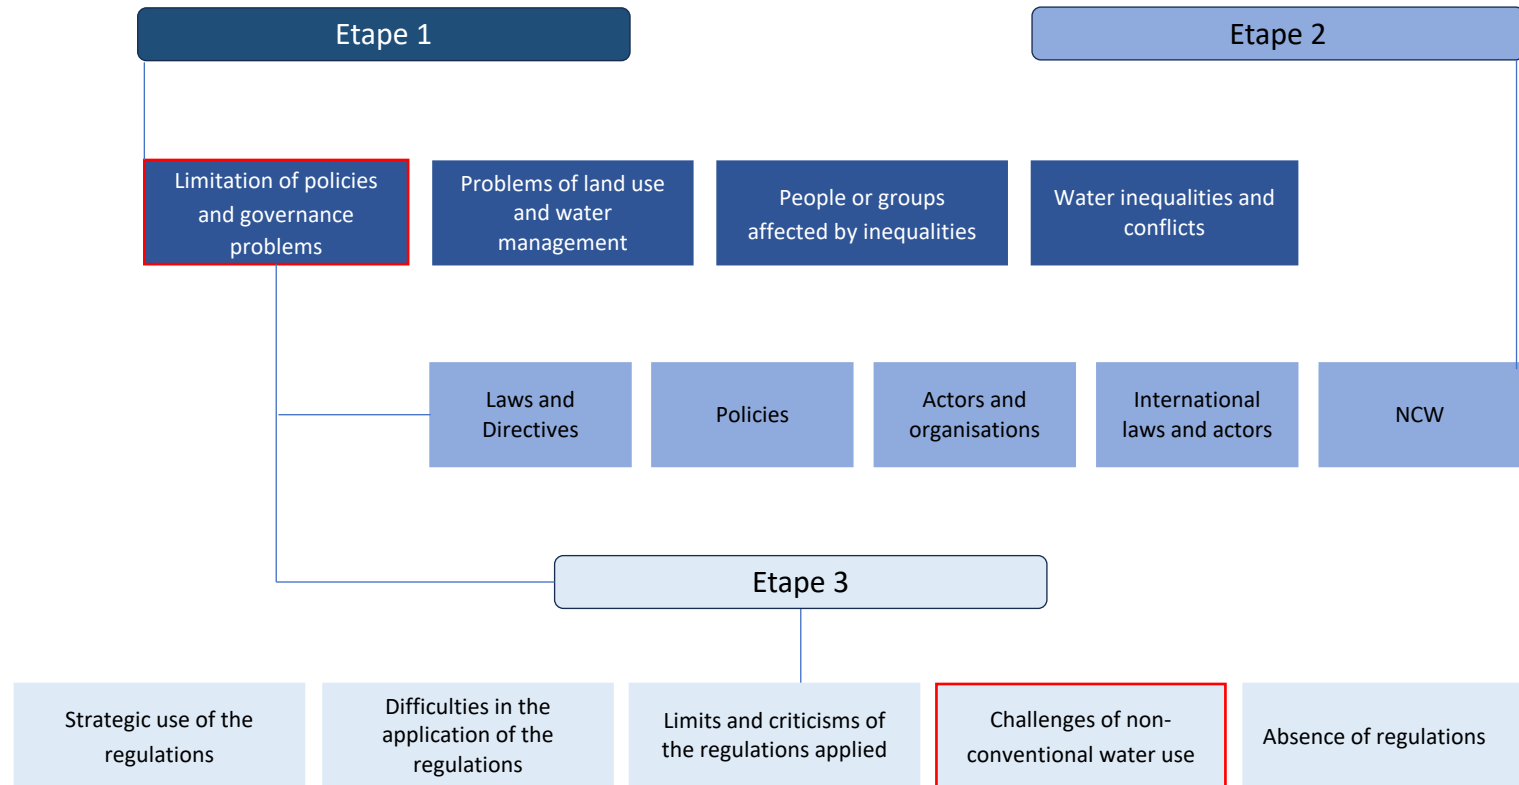 Etape 1
Etape 2
Limitation of policies
and governance
problems
Problems of land use
and water
management
People or groups
affected by inequalities
Water inequalities and
conflicts
Laws and
Directives
Policies
Actors and
organisations
International
laws and actors
NCW
Etape 3
Strategic use of the
regulations
Difficulties in the
application of the
regulations
Limits and criticisms of
the regulations applied
Challenges of non-
conventional water use
Absence of regulations